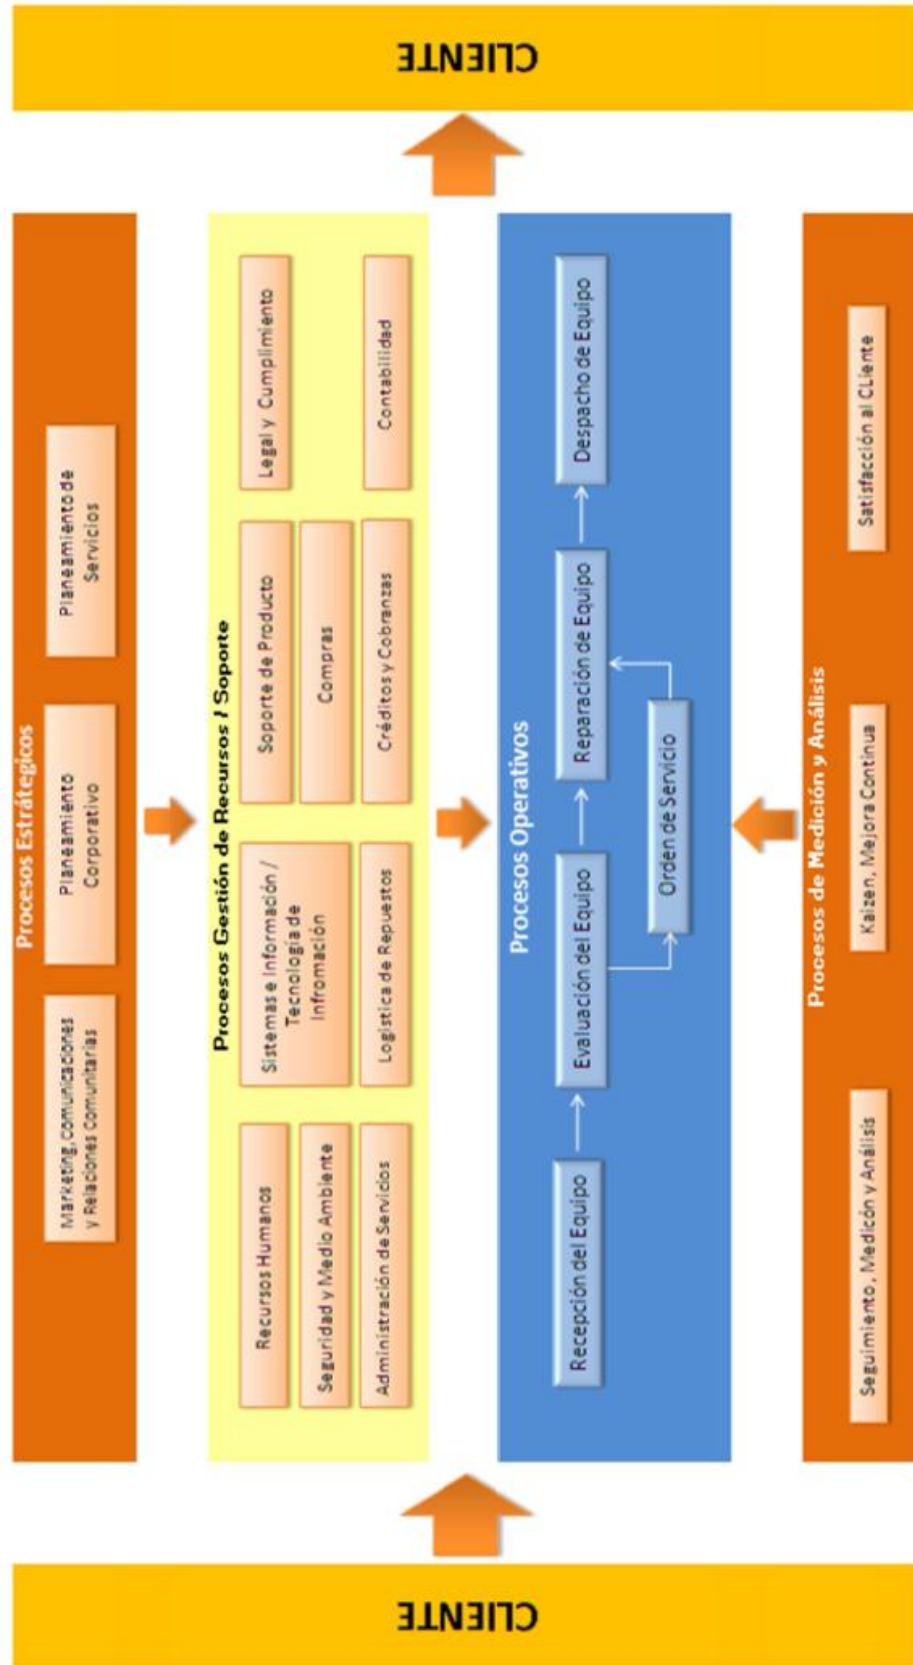 CLIENTE
Procesos Estrátegicos
Marketing, Comunicaciones
y Relaciones Comunitarias
Planeamiento
Corporativo
Planeamiento de
Servicios
Procesos Gestión de Recursos / Soporte
Recursos Humanos
Seguridad y Medio Ambiente
Administración de Servicios
Sistemas e Información /
Tecnología de
Infromación
Logística de Repuestos
Soporte de Producto
Compras
Créditos y Cobranzas
Legal y Cumplimiento
Contabilidad
Procesos Operativos
Recepción del Equipo
Evaluación del Equipo
Orden de Servicio
Reparación de Equipo
Despacho de Equipo
Procesos de Medición y Análisis
Seguimiento , Medicón y Análisis
Kaizen, Mejora Continua
Satisfacción al CLiente
CLIENTE